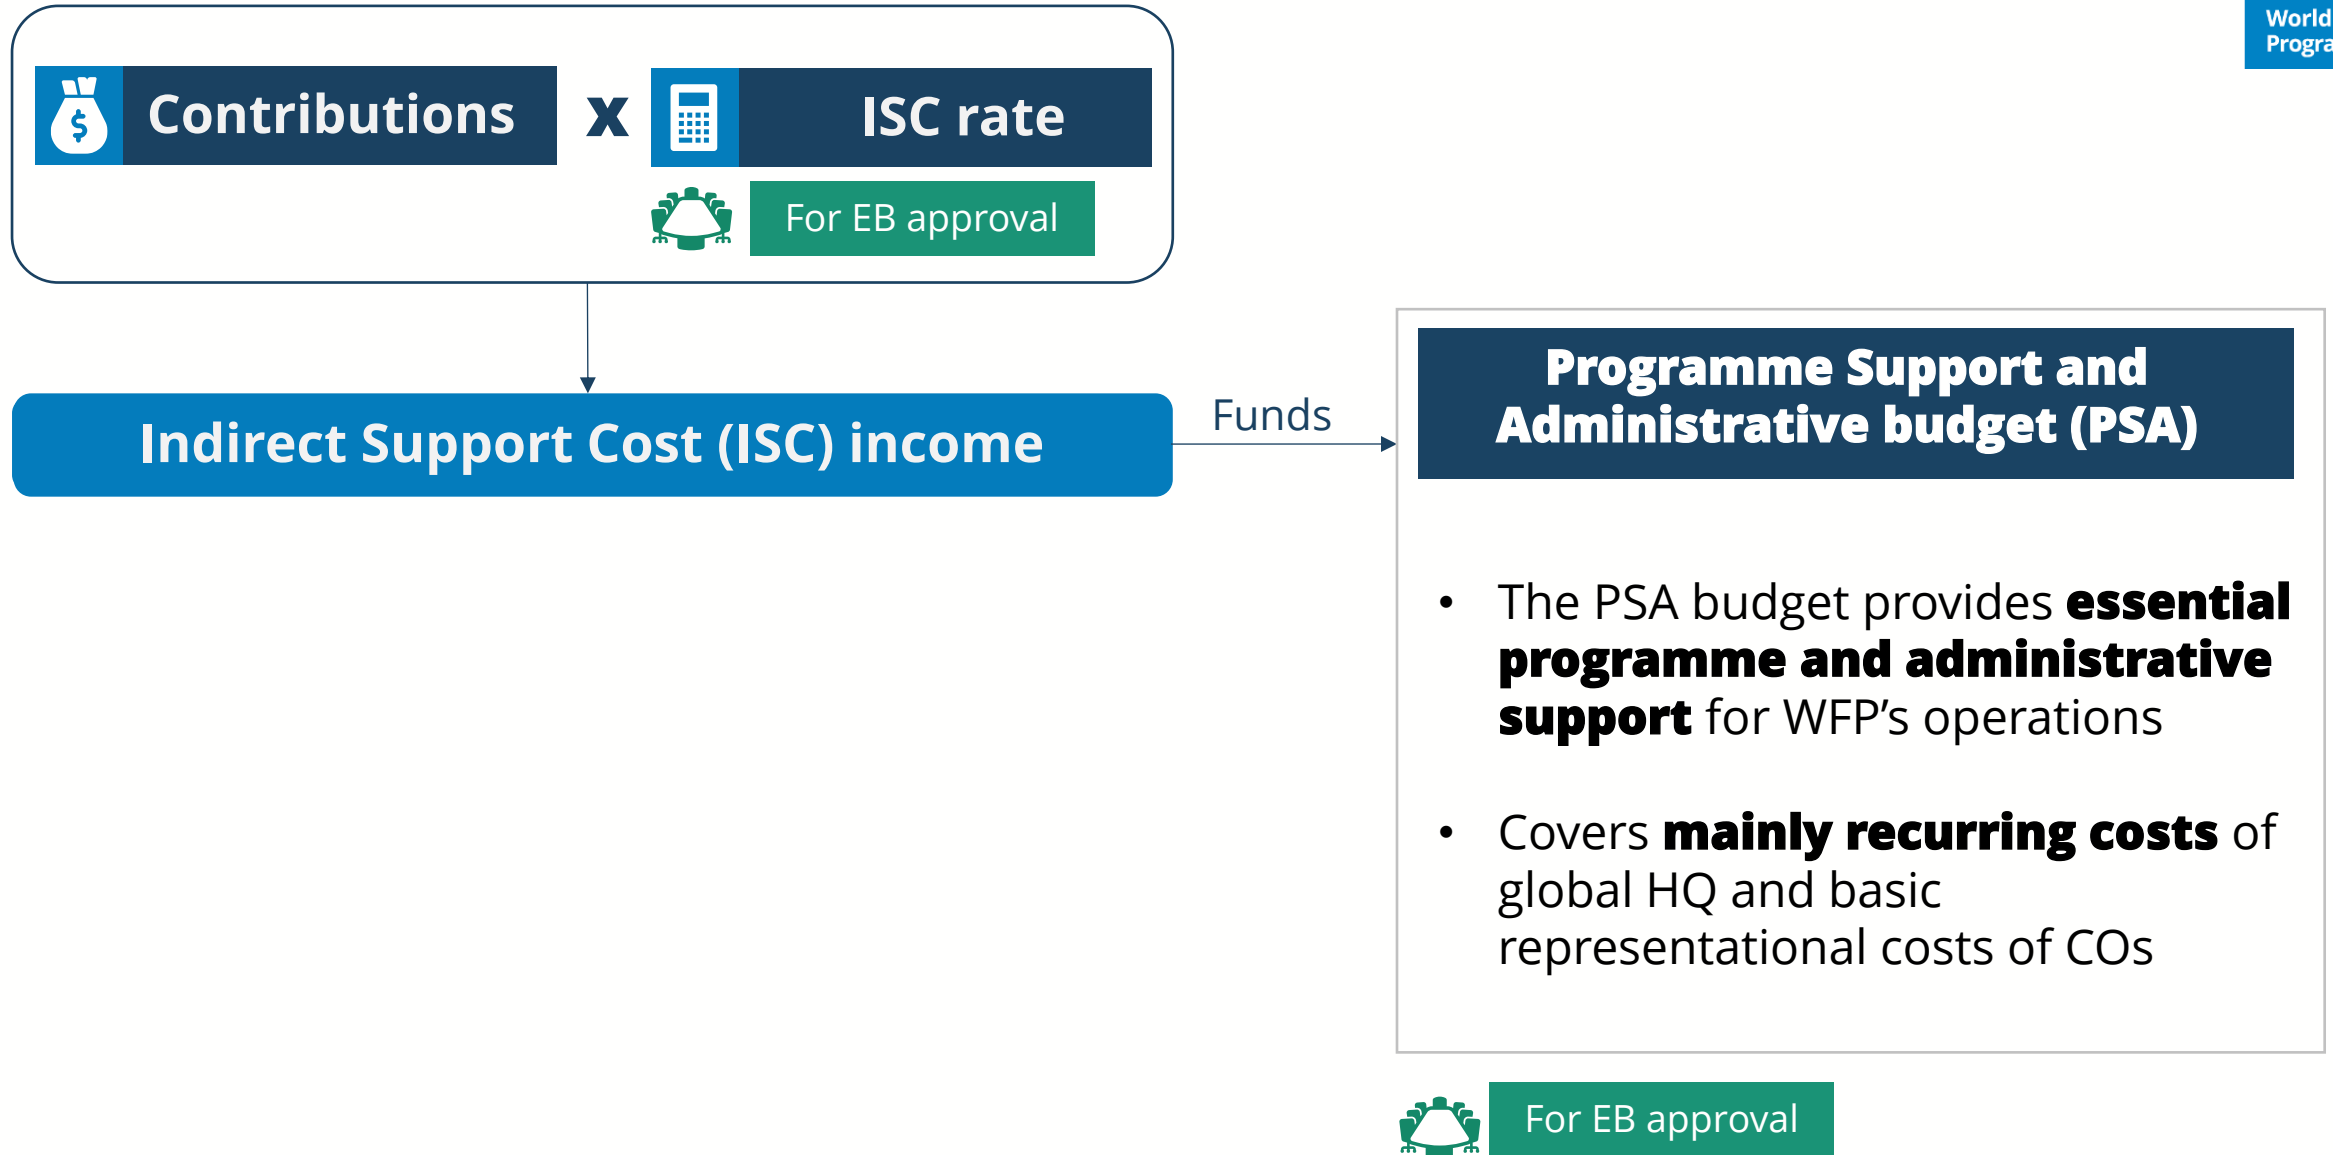 World
Contributions x ISC rate
For EB approval
Indirect Support Cost (ISC) income
Funds
Programme Support and
Administrative budget (PSA)
• The PSA budget provides essential
programme and administrative
support for WFP’s operations
• Covers mainly recurring costs of
global HQ and basic
representational costs of COs
For EB approval